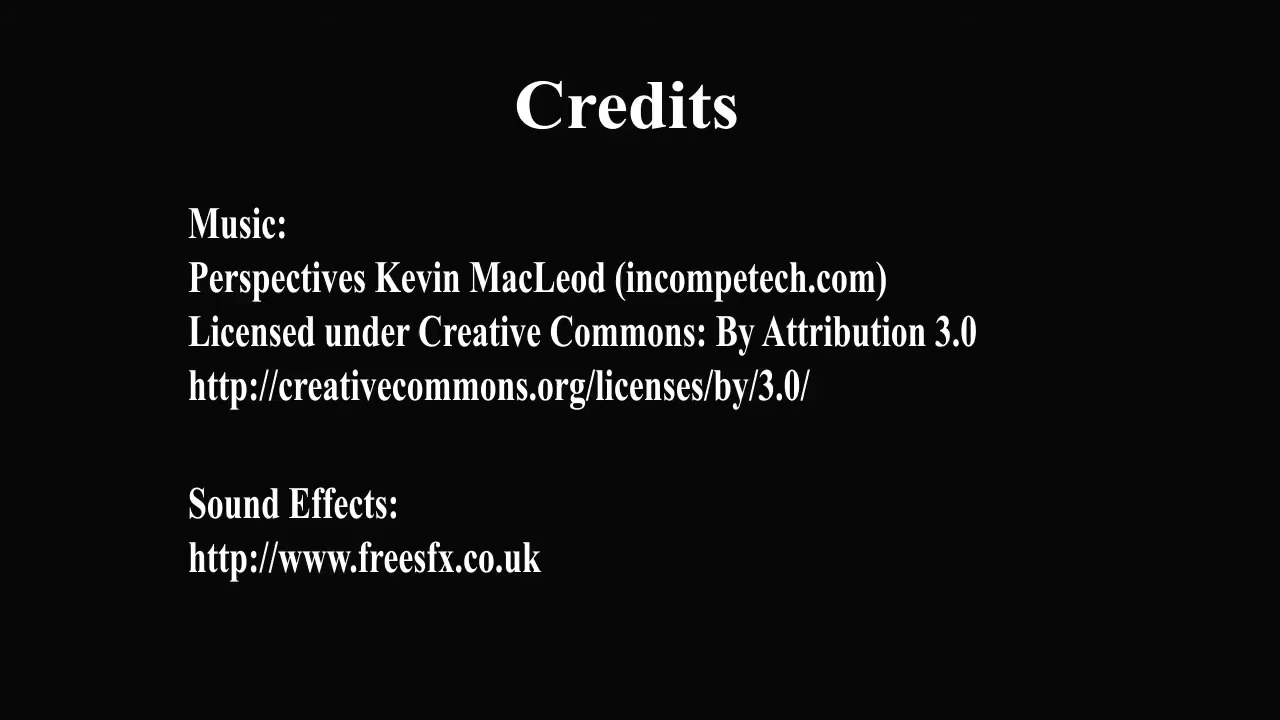 Credits
Music:
Perspectives Kevin MacLeod (incompetech.com)
Licensed under Creative Commons: By Attribution 3.0
http://creativecommons.org/licenses/by/3.0/
Sound Effects:
http://www.freesfx.co.uk